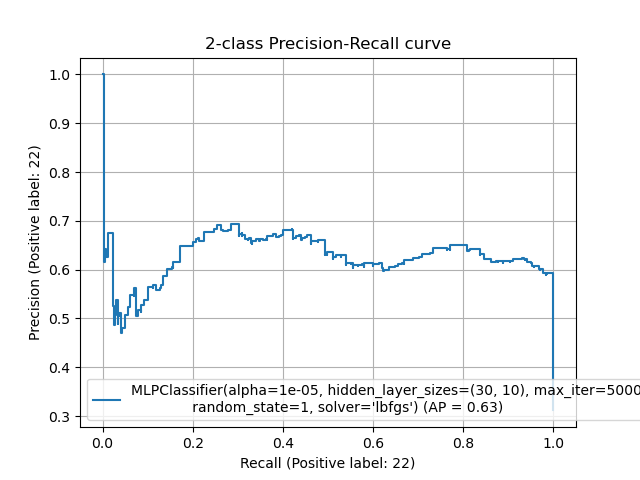 2-class Precision-Recall curve
1.0
0.9
0.8
0.7
0.6
0.5
0.4
0.3
Precision (Positive label: 22)
MLPClassifier(alpha=1e-05, hidden_layer_sizes=(30, 10), max_iter=5000
random_state=1, solver='lbfgs') (AP = 0.63)
0.0 0.2 0.4 0.6 0.8 1.0
Recall (Positive label: 22)